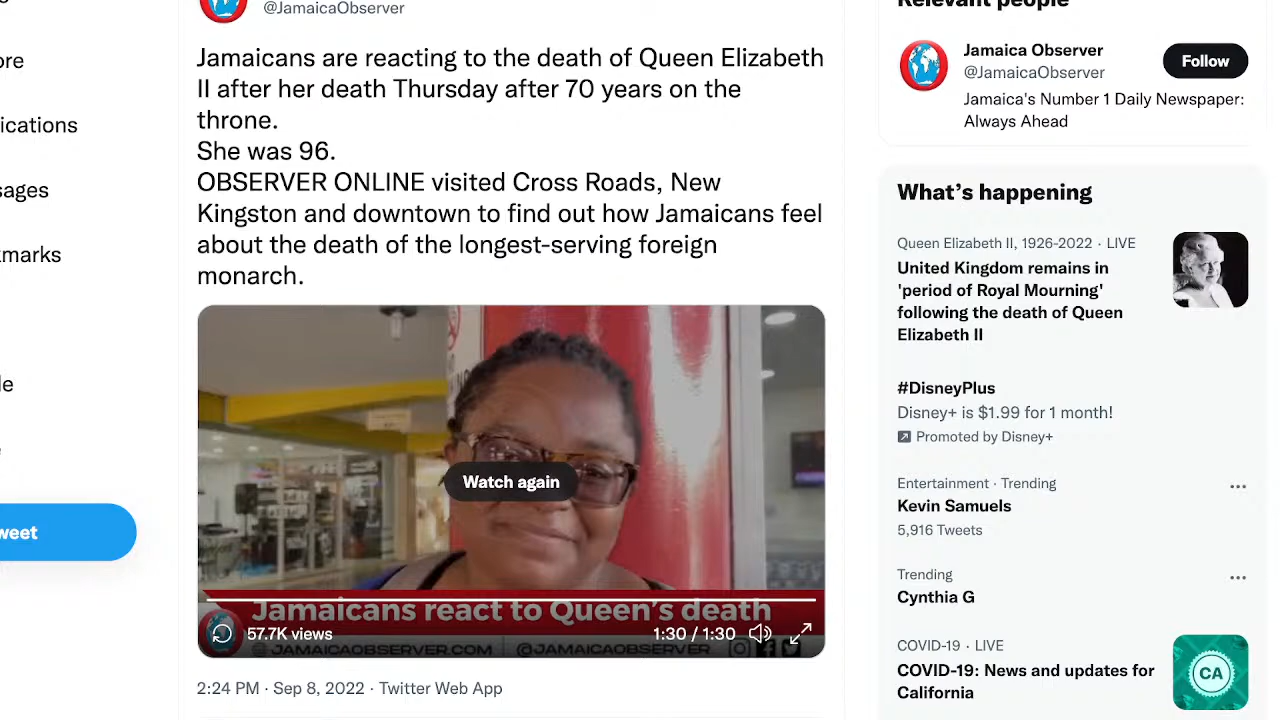 @JamaicaObserver
Jamaicans are reacting to the death of Queen Elizabeth
II after her death Thursday after 70 years on the
throne.
She was 96.
OBSERVER ONLINE visited Cross Roads, New
Kingston and downtown to find out how Jamaicans feel
about the death of the longest-serving foreign
monarch.
Watch again
Jamaicans react to Queen's death
57.7K views
1:30 / 1:30
@JAMAICAOBSERVER.COM
@JAMAICAOBSERVER
2:24 PM · Sep 8, 2022 · Twitter Web App
ore
ications
sages
kmarks
le
weet
Relevant people
Jamaica Observer
@JamaicaObserver
Follow
Jamaica's Number 1 Daily Newspaper:
Always Ahead
What's happening
Queen Elizabeth II, 1926-2022 · LIVE
United Kingdom remains in
'period of Royal Mourning'
following the death of Queen
Elizabeth II
#DisneyPlus
Disney+ is $1.99 for 1 month!
Promoted by Disney+
Entertainment · Trending
Kevin Samuels
5,916 Tweets
Trending
Cynthia G
COVID-19 · LIVE
COVID-19: News and updates for
California
CA